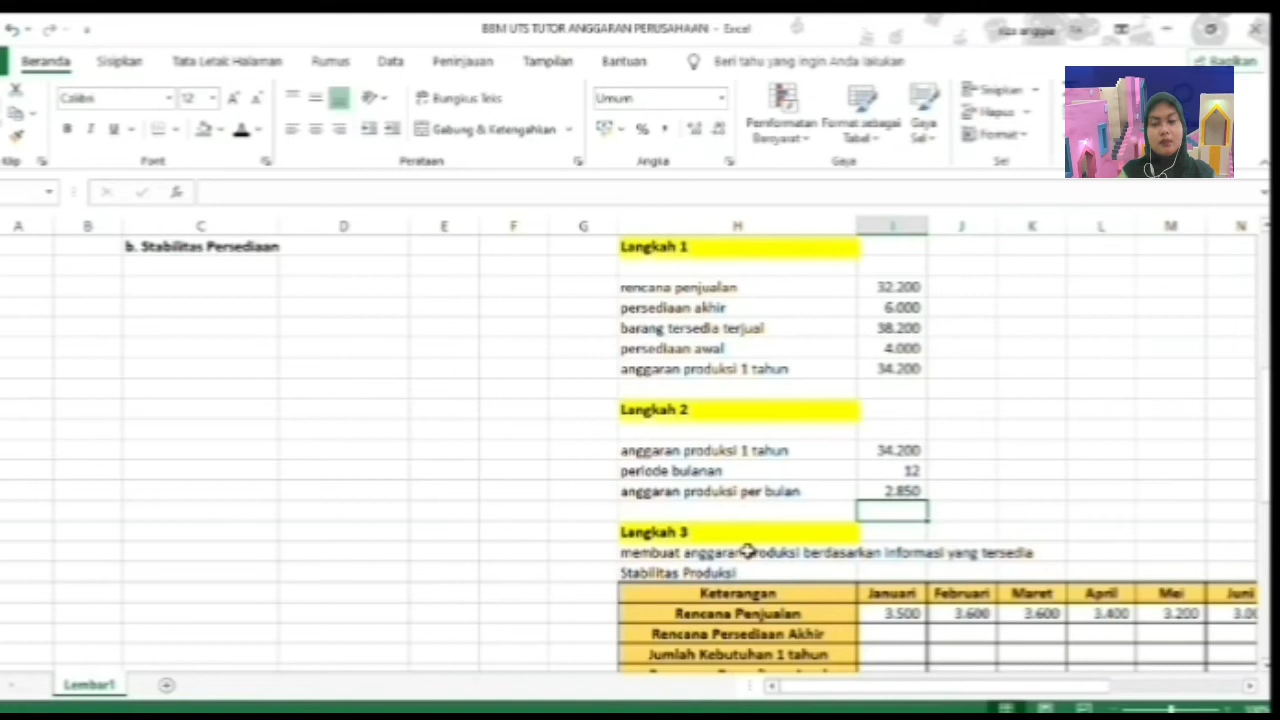 BBM UTS TUTOR ANGGARAN PERUSAHAAN - Excel
Beranda Sisipkan Tata Letak Halaman Rumus Data Peninjauan Tampilan Bantuan Beri tahu yang ingin Anda lakukan Bagikan
Calibri 12 Bungkus Teks Umum Sisipkan
B I U Gabung & Ketengahkan % Pemformatan Bersyarat Format sebagai Tabel Gaya Sel Hapus
Format
Klip Font Perataan Angka Gaya Sel
fx
A B C D E F G H I J K L M N
b. Stabilitas Persediaan Langkah 1
rencana penjualan 32.200
persediaan akhir 6.000
barang tersedia terjual 38.200
persediaan awal 4.000
anggaran produksi 1 tahun 34.200
Langkah 2
anggaran produksi 1 tahun 34.200
periode bulanan 12
anggaran produksi per bulan 2.850
Langkah 3
membuat anggaran produksi berdasarkan informasi yang tersedia
Stabilitas Produksi
Keterangan Januari Februari Maret April Mei Juni
Rencana Penjualan 3.500 3.600 3.600 3.400 3.200 3.00
Rencana Persediaan Akhir
Jumlah Kebutuhan 1 tahun
Lembar1